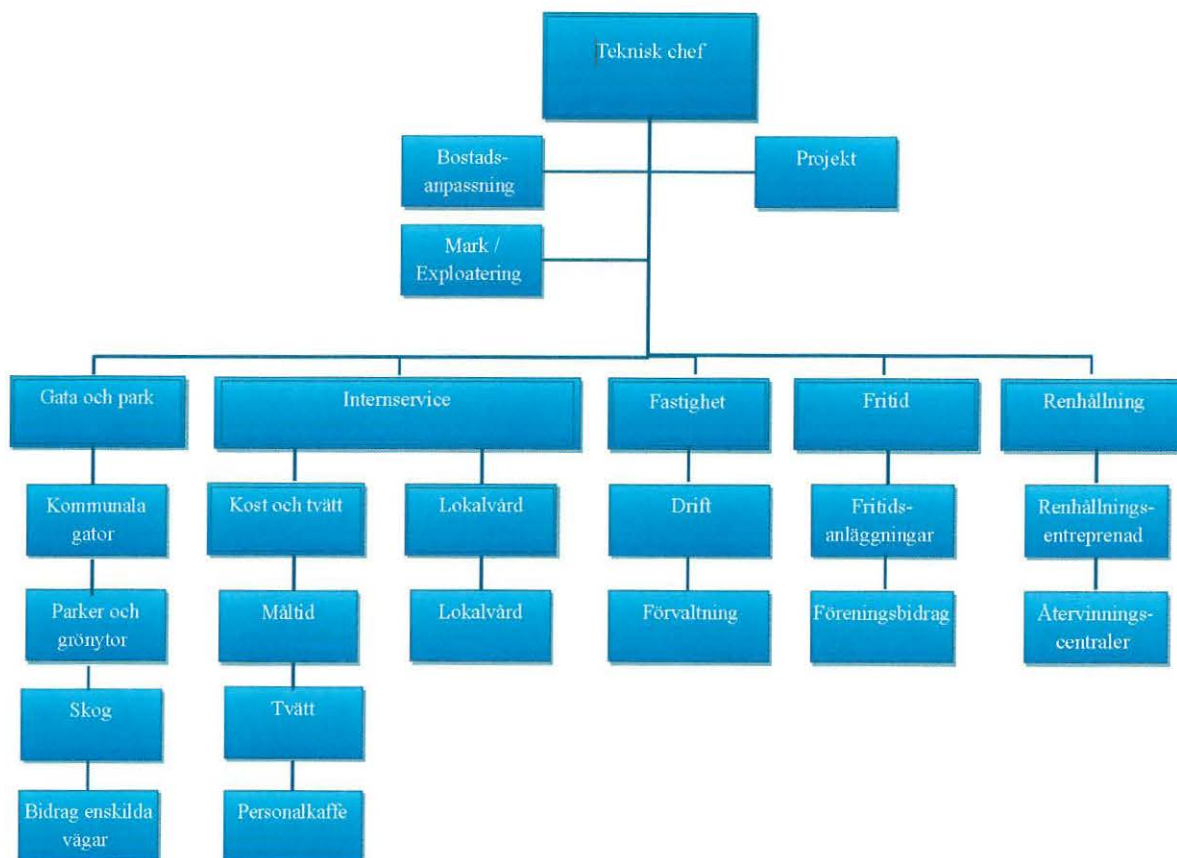 Teknisk chef
Bostads-
anpassning
Projekt
Mark /
Exploatering
Gata och park
Internservice
Fastighet
Fritid
Renhållning
Kommunala
gator
Kost och tvätt
Lokalvård
Drift
Fritids-
anläggningar
Renhållnings-
entreprenad
Parker och
grönytor
Måltid
Lokalvård
Förvaltning
Föreningsbidrag
Återvinnings-
centraler
Skog
Tvätt
Bidrag enskilda
vägar
Personalkaffe